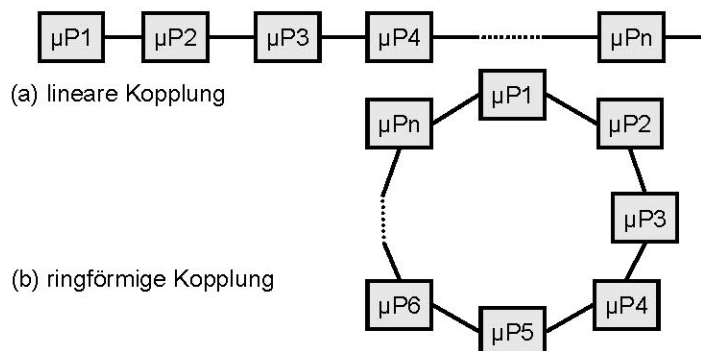 µP1 µP2 µP3 µP4 µPn
(a) lineare Kopplung
µP1
µPn µP2
µP3
(b) ringförmige Kopplung
µP6 µP4
µP5